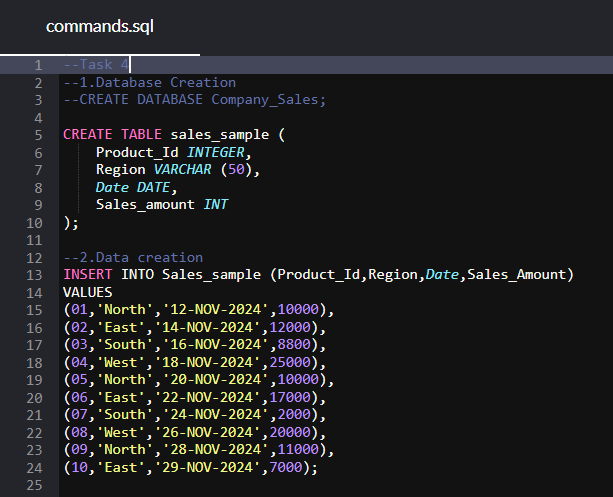 commands.sql
1 --Task 4
2 --1.Database Creation
3 --CREATE DATABASE Company_Sales;
4
5 CREATE TABLE sales_sample (
6     Product_Id INTEGER,
7     Region VARCHAR (50),
8     Date DATE,
9     Sales_amount INT
10 );
11
12 --2.Data creation
13 INSERT INTO Sales_sample (Product_Id,Region,Date,Sales_Amount)
14 VALUES
15 (01,'North','12-NOV-2024',10000),
16 (02,'East','14-NOV-2024',12000),
17 (03,'South','16-NOV-2024',8800),
18 (04,'West','18-NOV-2024',25000),
19 (05,'North','20-NOV-2024',10000),
20 (06,'East','22-NOV-2024',17000),
21 (07,'South','24-NOV-2024',2000),
22 (08,'West','26-NOV-2024',20000),
23 (09,'North','28-NOV-2024',11000),
24 (10,'East','29-NOV-2024',7000);
25